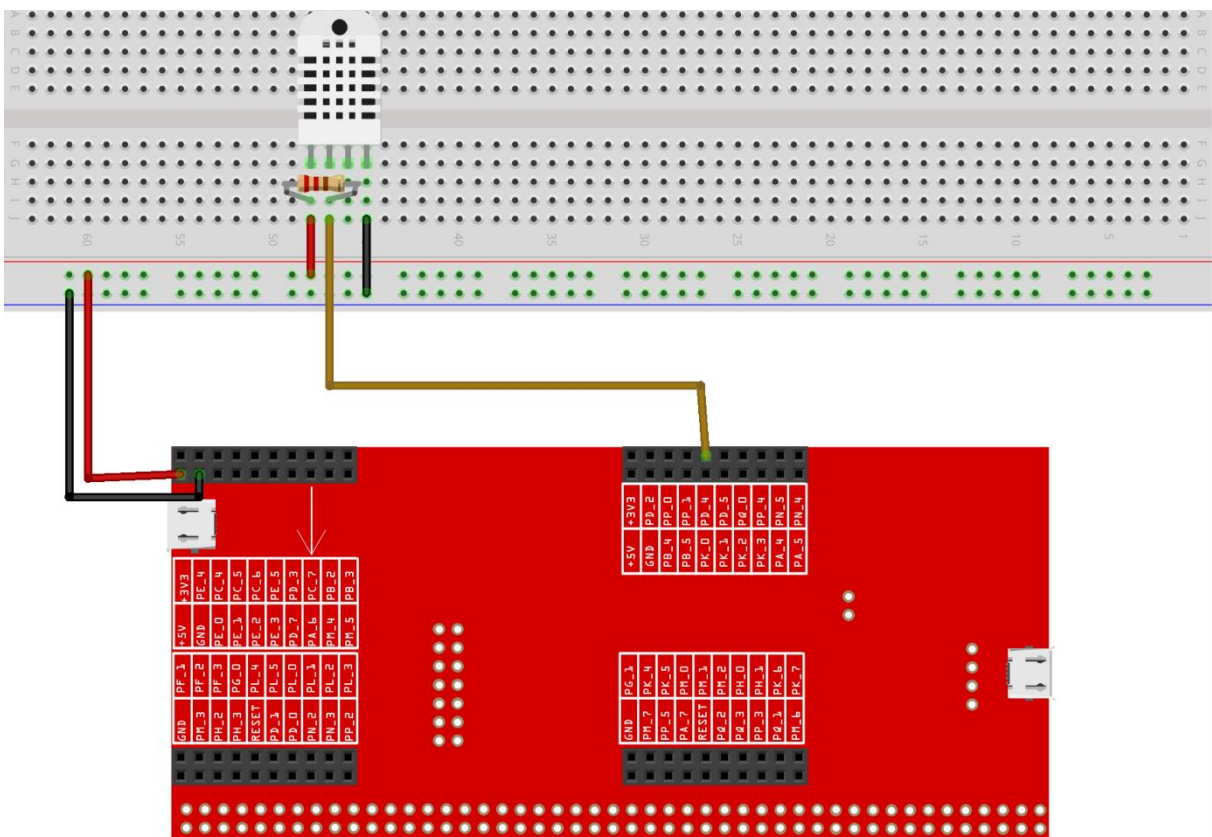 A A
B B
C C
D D
E E
F F
G G
H H
I I
J J
60 55 50 40 35 30 25 20 15 10 5 1
+3V3 PD_2 PP_0 PP_1 PD_4 PD_5 PQ_0 PP_4 PN_5 PN_4
+5V GND PB_4 PB_5 PK_0 PK_1 PK_2 PK_3 PA_4 PA_5
+3V3 PE_4 PC_4 PC_5 PC_6 PE_5 PD_3 PC_7 PB_2 PB_3
+5V GND PE_0 PE_1 PE_2 PE_3 PD_7 PA_6 PM_4 PM_5
PF_1 PF_2 PF_3 PG_0 PL_4 PL_5 PL_0 PL_1 PL_2 PL_3
GND PM_3 PH_2 PH_3 RESET PD_1 PD_0 PN_2 PN_3 PP_2
PG_1 PK_4 PK_5 PM_0 PM_1 PM_2 PH_0 PH_1 PK_6 PK_7
GND PM_7 PP_5 PA_7 RESET PQ_2 PQ_3 PP_3 PQ_1 PM_6